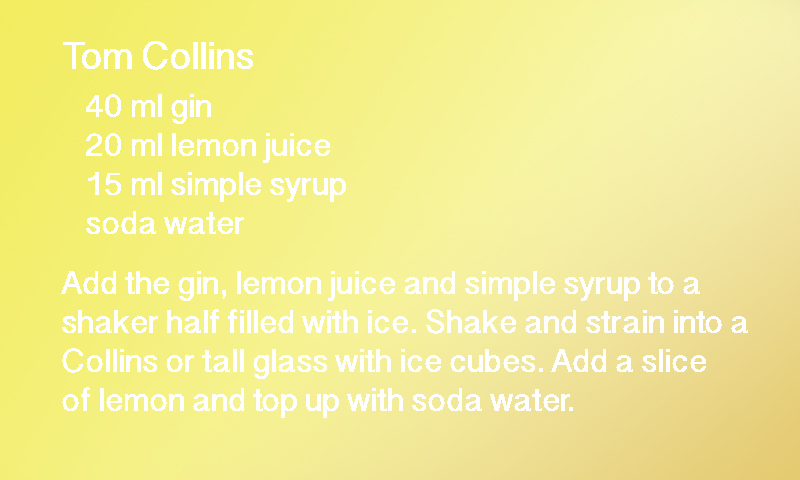 Tom Collins
40 ml gin
20 ml lemon juice
15 ml simple syrup
soda water
Add the gin, lemon juice and simple syrup to a
shaker half filled with ice. Shake and strain into a
Collins or tall glass with ice cubes. Add a slice
of lemon and top up with soda water.